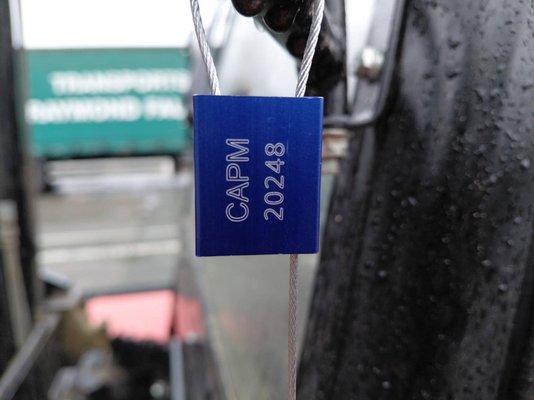 TRANSPORTS
RAYMOND
CAPM
20248